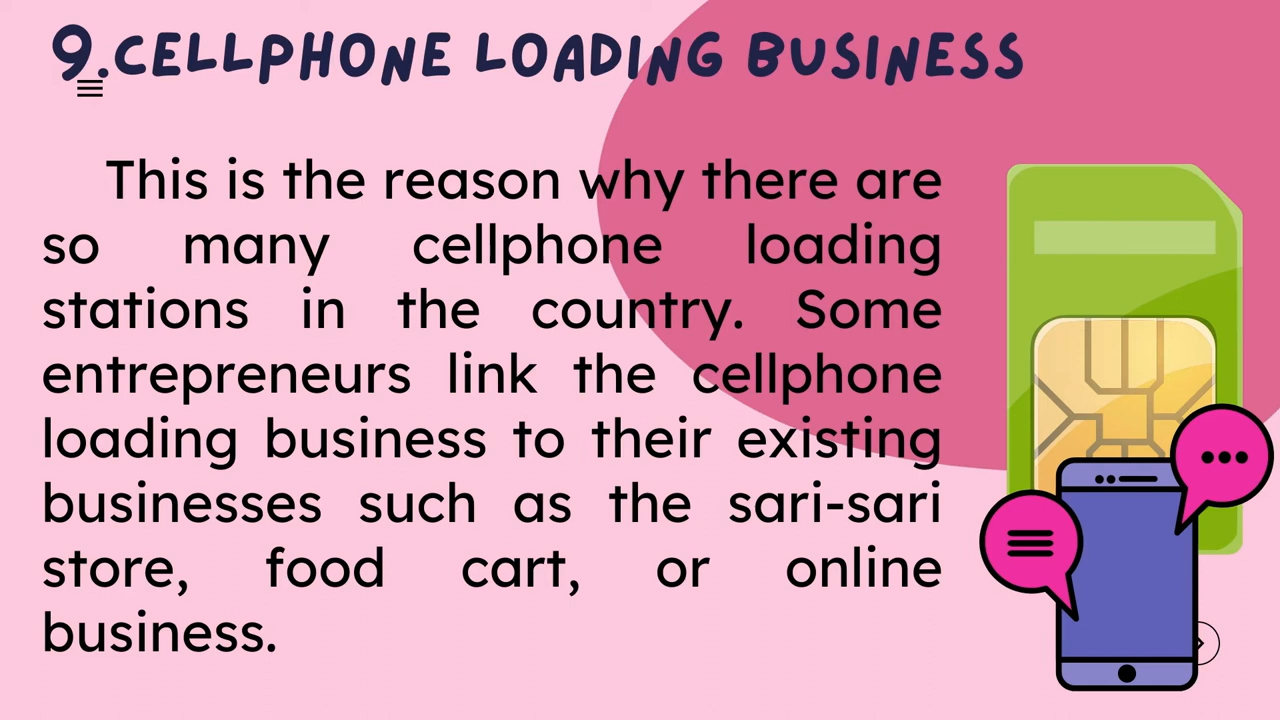 9.CELLPHONE LOADING BUSINESS
This is the reason why there are
so many cellphone loading
stations in the country. Some
entrepreneurs link the cellphone
loading business to their existing
businesses such as the sari-sari
store, food cart, or online
business.